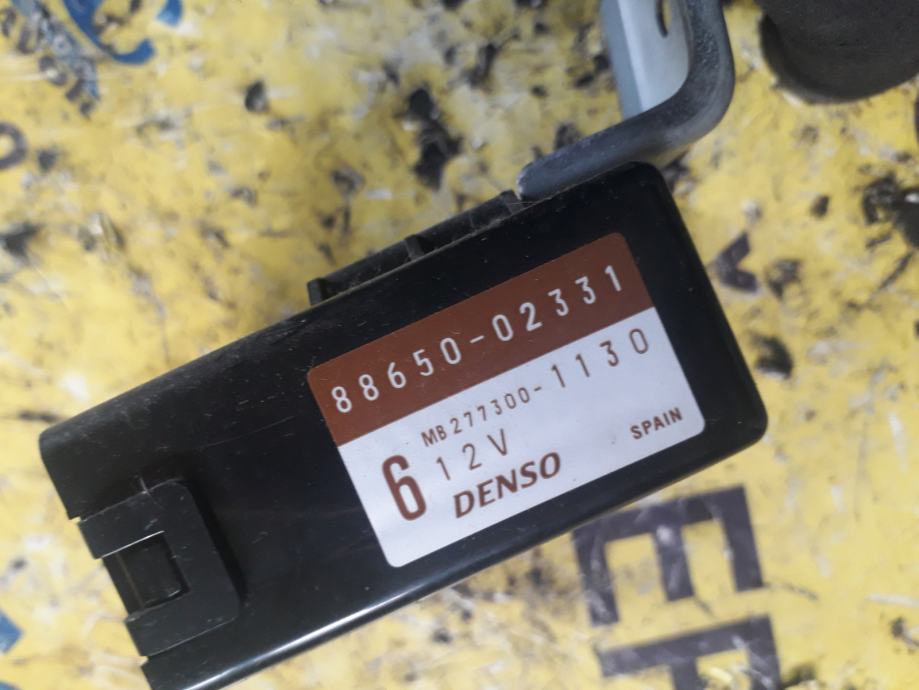 88650-02331
MB277300-1130
6 12V
DENSO
SPAIN